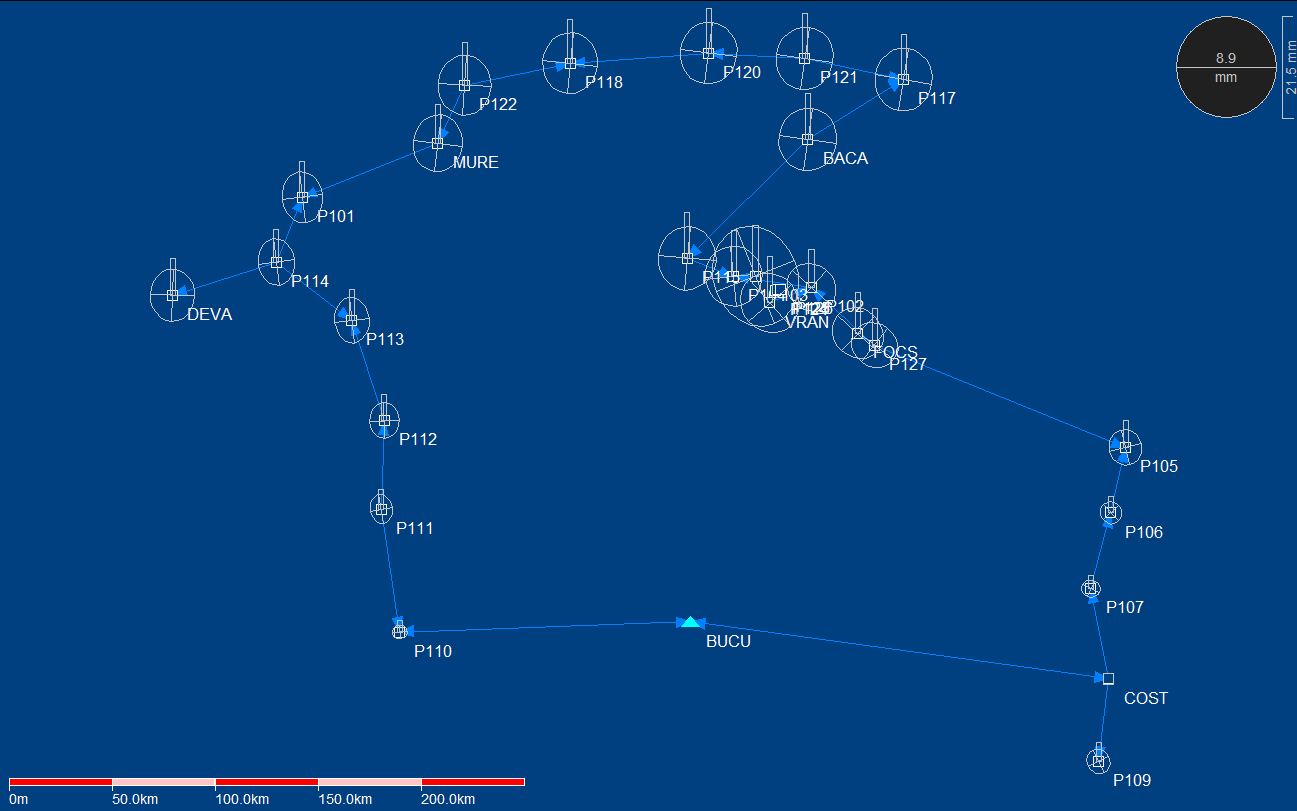 P118
P120
P121
P117
P122
8.9
mm
21.5 mm
MURE
BACA
P101
P114
DEVA
P102
VRAN
P113
FOCS
P127
P112
P105
P111
P106
P107
P110
BUCU
COST
P109
0m
50.0km
100.0km
150.0km
200.0km